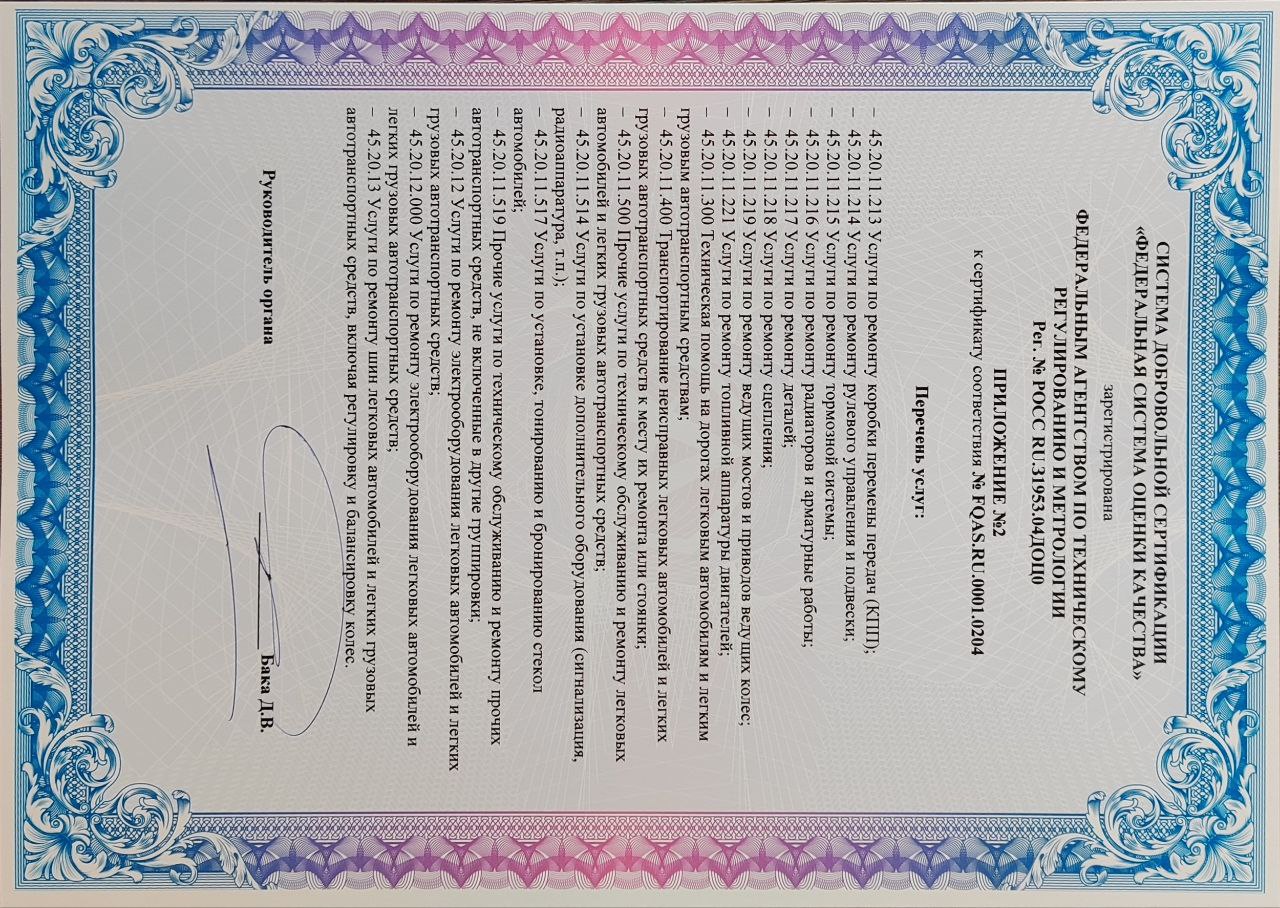 СИСТЕМА ДОБРОВОЛЬНОЙ СЕРТИФИКАЦИИ
«ФЕДЕРАЛЬНАЯ СИСТЕМА ОЦЕНКИ КАЧЕСТВА»
зарегистрирована
ФЕДЕРАЛЬНЫМ АГЕНТСТВОМ ПО ТЕХНИЧЕСКОМУ
РЕГУЛИРОВАНИЮ И МЕТРОЛОГИИ
Рег. № РОСС RU.31953.04ДОЦ0
ПРИЛОЖЕНИЕ №2
к сертификату соответствия № FQAS.RU.0001.0204
Перечень услуг:
– 45.20.11.213 Услуги по ремонту коробки перемены передач (КПП);
– 45.20.11.214 Услуги по ремонту рулевого управления и подвески;
– 45.20.11.215 Услуги по ремонту тормозной системы;
– 45.20.11.216 Услуги по ремонту радиаторов и арматурные работы;
– 45.20.11.217 Услуги по ремонту деталей;
– 45.20.11.218 Услуги по ремонту сцепления;
– 45.20.11.219 Услуги по ремонту ведущих мостов и приводов ведущих колес;
– 45.20.11.221 Услуги по ремонту топливной аппаратуры двигателей;
– 45.20.11.300 Техническая помощь на дорогах легковым автомобилям и легким
грузовым автотранспортным средствам;
– 45.20.11.400 Транспортирование неисправных легковых автомобилей и легких
грузовых автотранспортных средств к месту их ремонта или стоянки;
– 45.20.11.500 Прочие услуги по техническому обслуживанию и ремонту легковых
автомобилей и легких грузовых автотранспортных средств;
– 45.20.11.514 Услуги по установке дополнительного оборудования (сигнализация,
радиоаппаратура, т.п.);
– 45.20.11.517 Услуги по установке, тонированию и бронированию стекол
автомобилей;
– 45.20.11.519 Прочие услуги по техническому обслуживанию и ремонту прочих
автотранспортных средств, не включенные в другие группировки;
– 45.20.12 Услуги по ремонту электрооборудования легковых автомобилей и легких
грузовых автотранспортных средств;
– 45.20.12.000 Услуги по ремонту электрооборудования легковых автомобилей и
легких грузовых автотранспортных средств;
– 45.20.13 Услуги по ремонту шин легковых автомобилей и легких грузовых
автотранспортных средств, включая регулировку и балансировку колес.
Руководитель органа Бака Д.В.